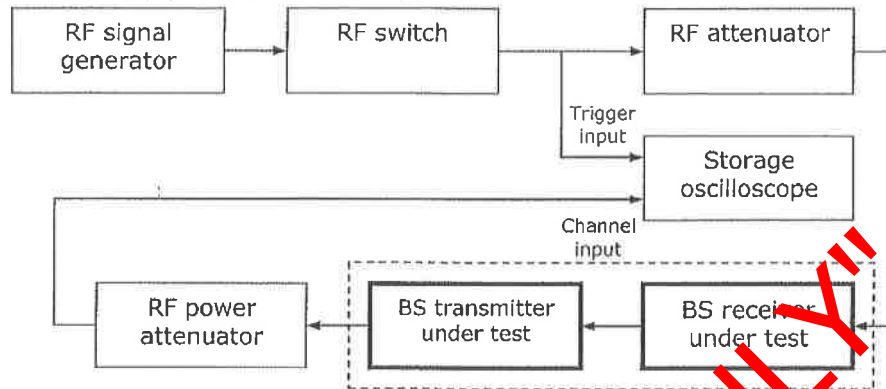 RF signal
generator
RF switch
RF attenuator
Trigger
input
Storage
oscilloscope
Channel
input
RF power
attenuator
BS transmitter
under test
BS receiver
under test
LY"